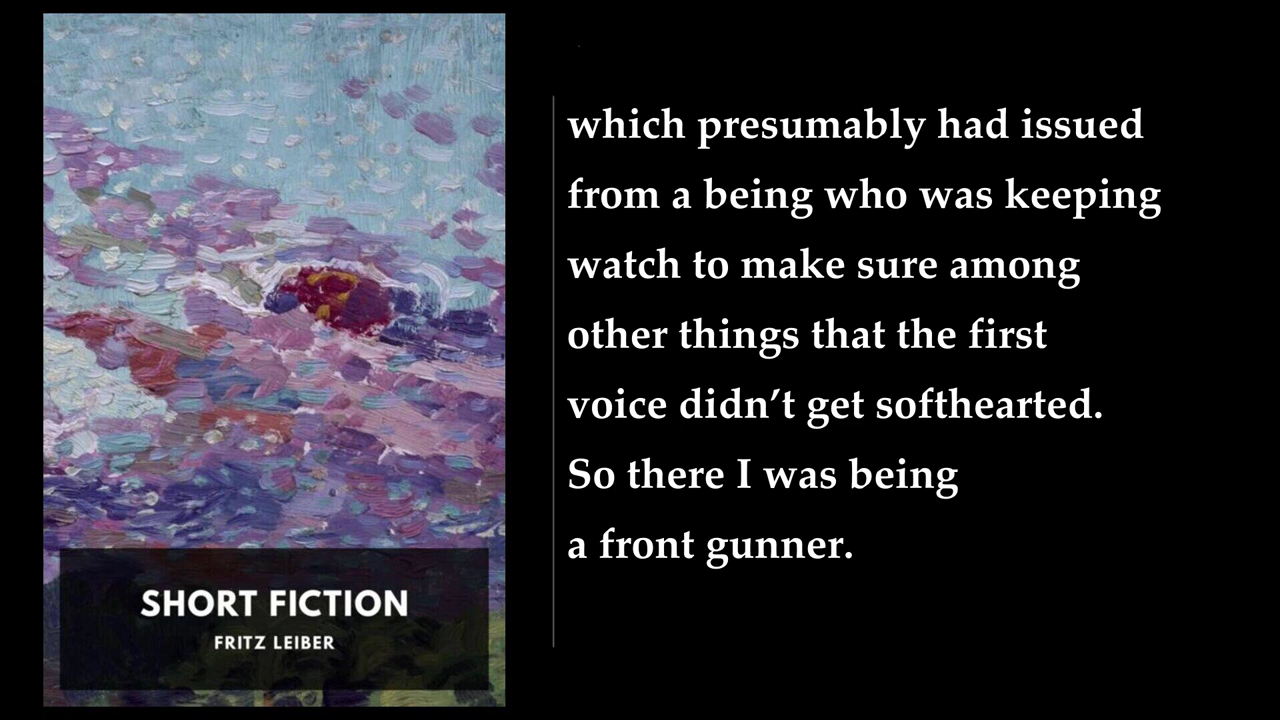 which presumably had issued
from a being who was keeping
watch to make sure among
other things that the first
voice didn’t get softhearted.
So there I was being
a front gunner.
SHORT FICTION
FRITZ LEIBER